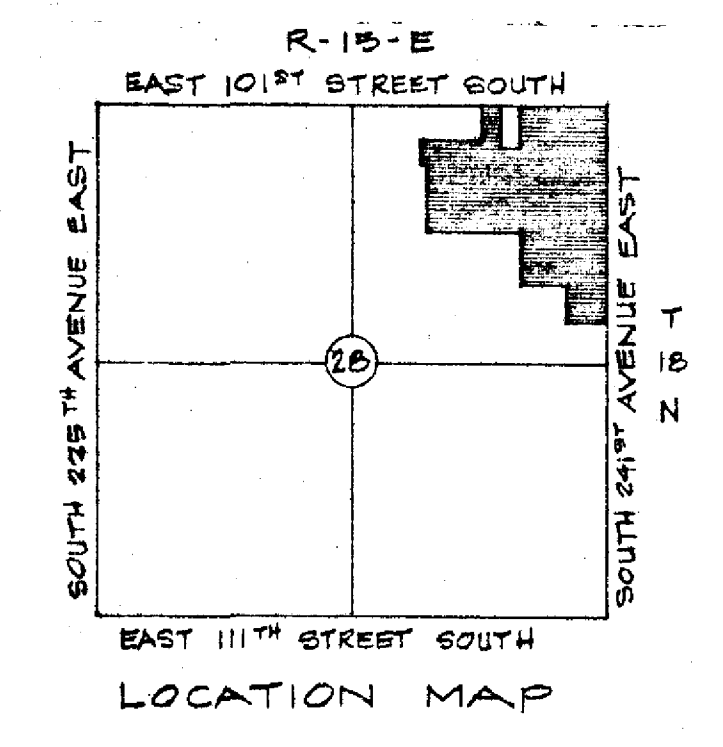 R-15-E
EAST 101ST STREET SOUTH
SOUTH 225TH AVENUE EAST
28
SOUTH 241ST AVENUE EAST
T
18
N
EAST 111TH STREET SOUTH
LOCATION MAP